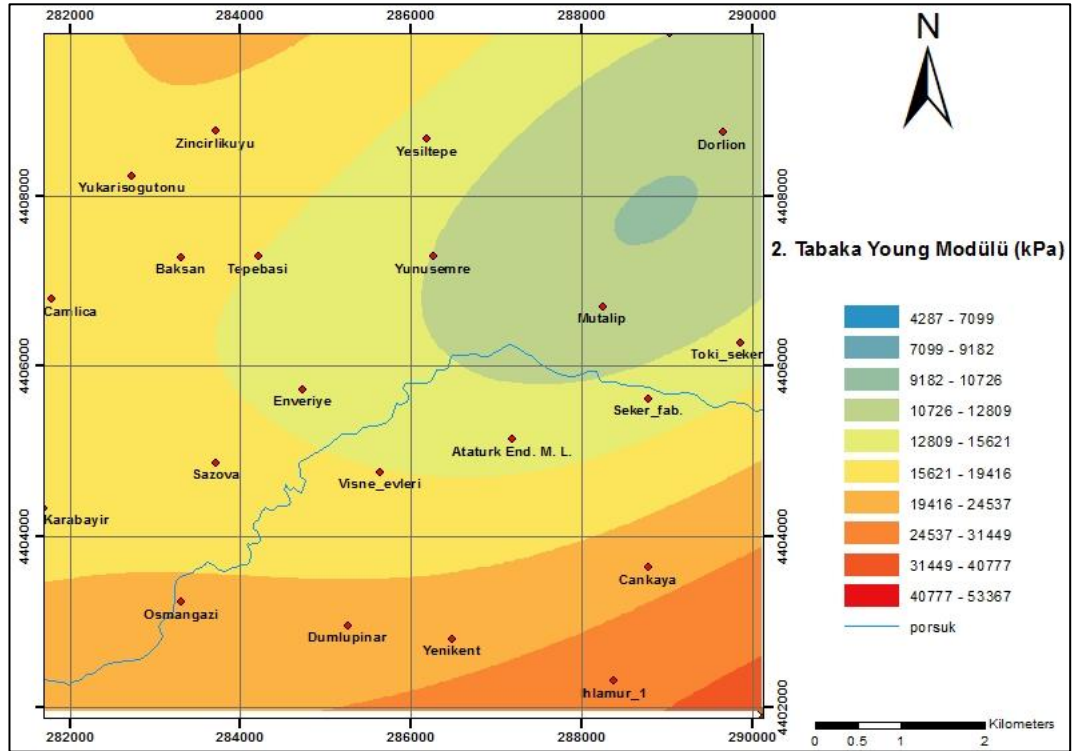 282000 284000 286000 288000 290000
N
Zincirlikuyu
Yesiltepe
Dorlion
Yukarisogutonu
4408000
4408000
2. Tabaka Young Modülü (kPa)
Baksan
Tepebasi
Yunusemre
Camlica
Mutalip
4287 - 7099
7099 - 9182
Toki_seker
4406000
4406000
9182 - 10726
Enveriye
Seker_fab.
10726 - 12809
Ataturk End. M. L.
12809 - 15621
Sazova
Visne_evleri
15621 - 19416
Karabayir
19416 - 24537
4404000
4404000
24537 - 31449
Cankaya
31449 - 40777
Osmangazi
40777 - 53367
Dumlupinar
Yenikent
porsuk
hlamur_1
4402000
4402000
Kilometers
0 0.5 1 2
282000 284000 286000 288000 290000